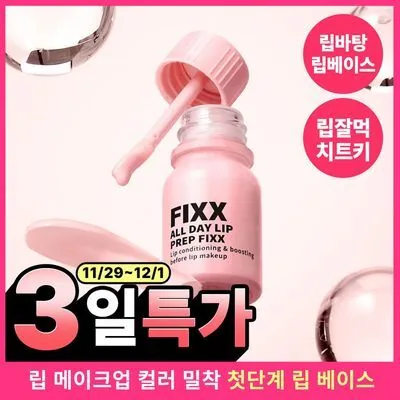 립바탕
립베이스
립잘먹
치트키
FIXX
ALL DAY LIP
PREP FIXX
Lip conditioning & boosting
before lip makeup
11/29~12/1
3일특가
립 메이크업 컬러 밀착 첫단계 립 베이스